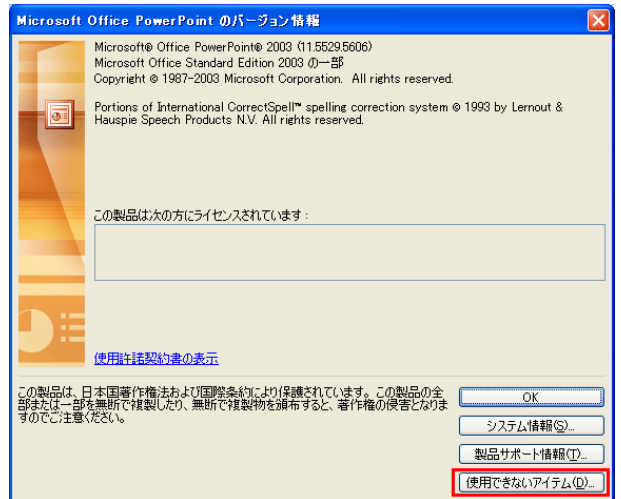 Microsoft Office PowerPoint のバージョン情報
Microsoft® Office PowerPoint® 2003 (11.5529.5606)
Microsoft Office Standard Edition 2003 の一部
Copyright © 1987-2003 Microsoft Corporation. All rights reserved.
Portions of International CorrectSpell™ spelling correction system © 1993 by Lernout &
Hauspie Speech Products N.V. All rights reserved.
この製品は次の方にライセンスされています :
使用許諾契約書の表示
この製品は、日本国著作権法および国際条約により保護されています。この製品の全
部または一部を無断で複製したり、無断で複製物を頒布すると、著作権の侵害となりま
すのでご注意ください。
OK
システム情報(S)...
製品サポート情報(T)...
使用できないアイテム(D)...